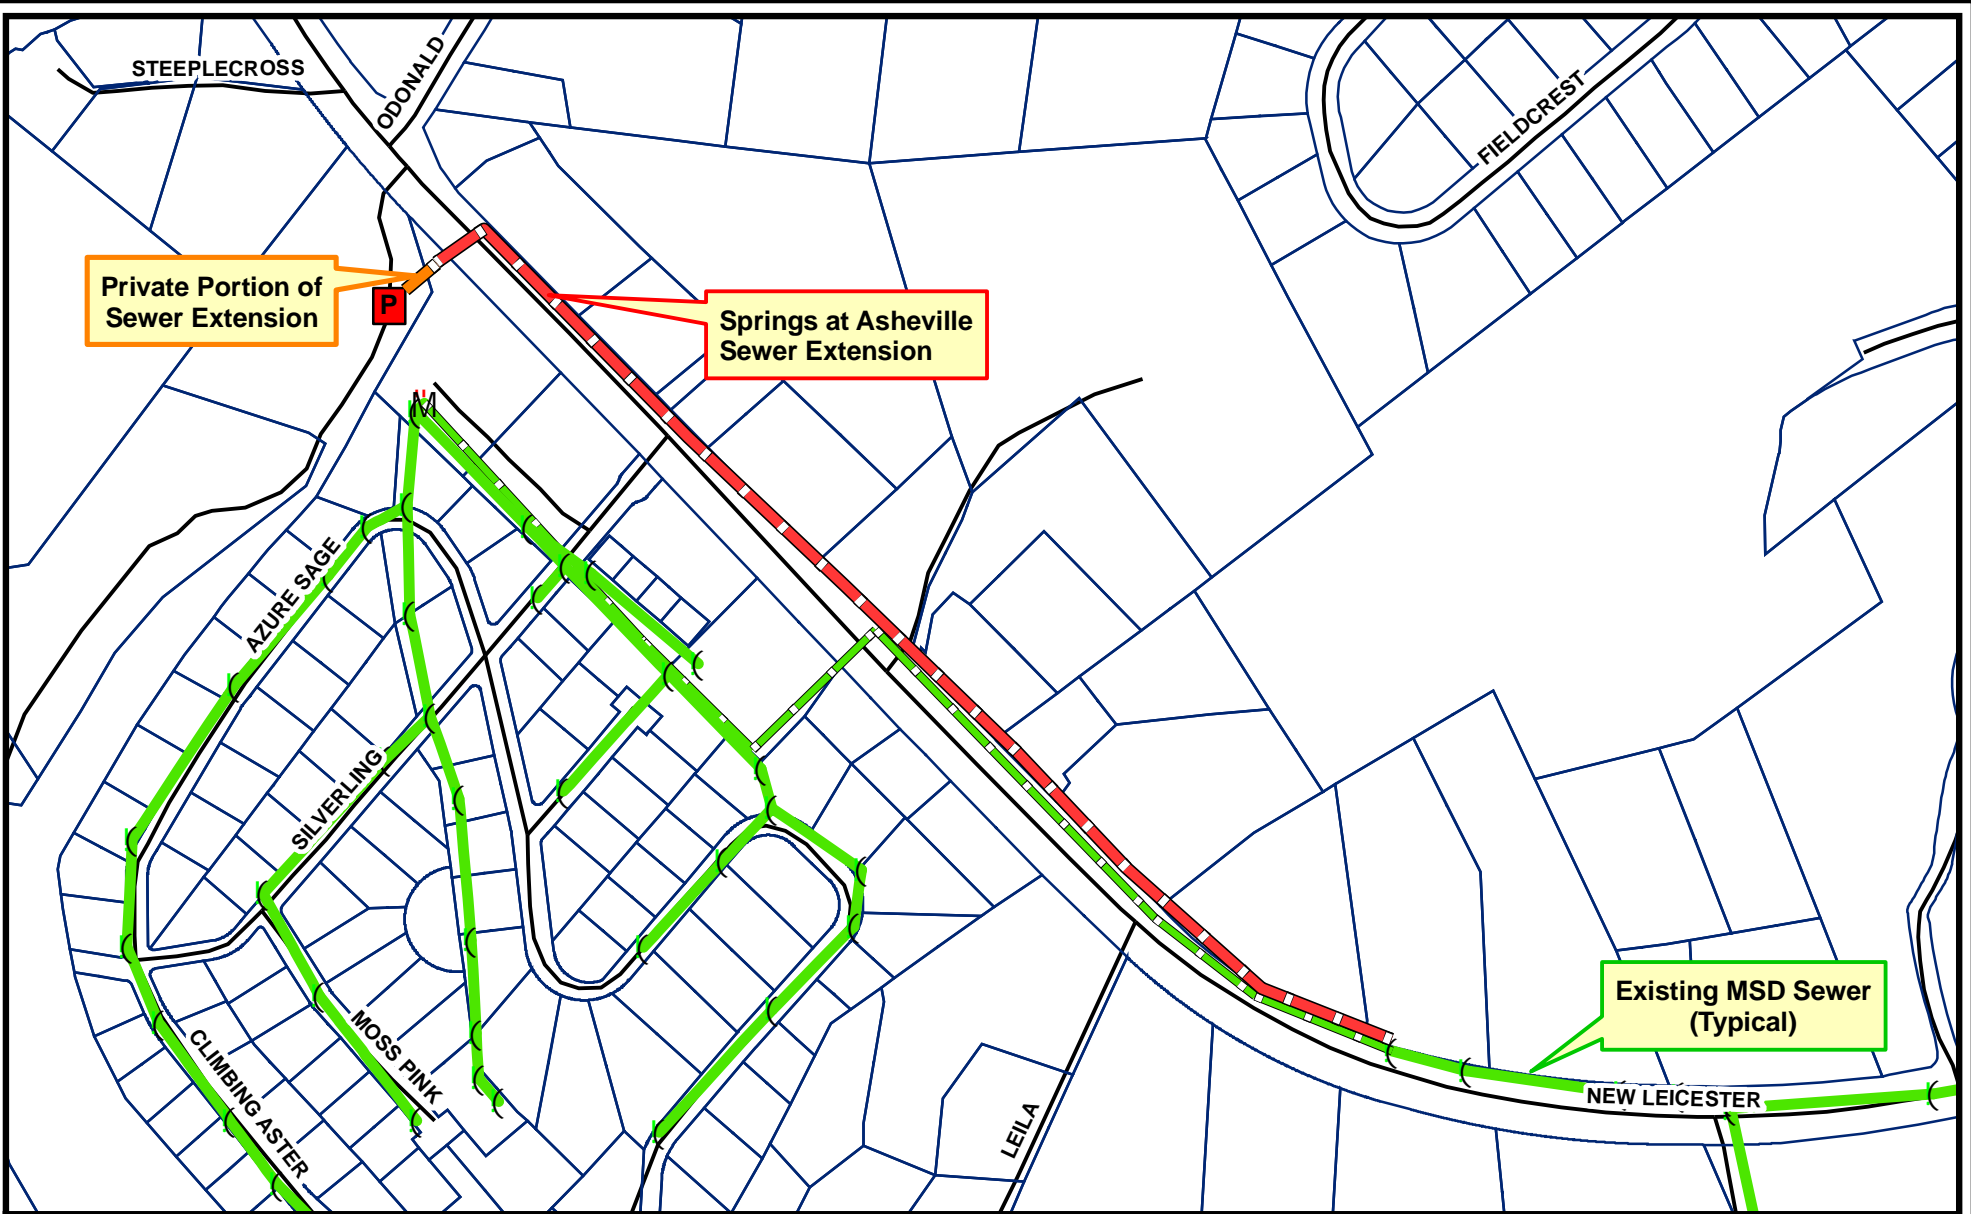 STEEPLECROSS
ODONALD
FIELDCREST
Private Portion of
Sewer Extension
P
Springs at Asheville
Sewer Extension
M
AZURE SAGE
SILVERLING
MOSS PINK
CLIMBING ASTER
Existing MSD Sewer
(Typical)
NEW LEICESTER
LEILA